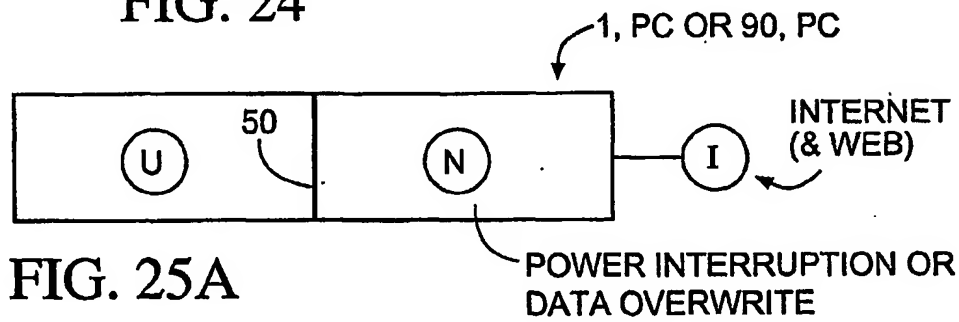 FIG. 24
1, PC OR 90, PC
50
U
N
I
INTERNET
(& WEB)
FIG. 25A
POWER INTERRUPTION OR
DATA OVERWRITE